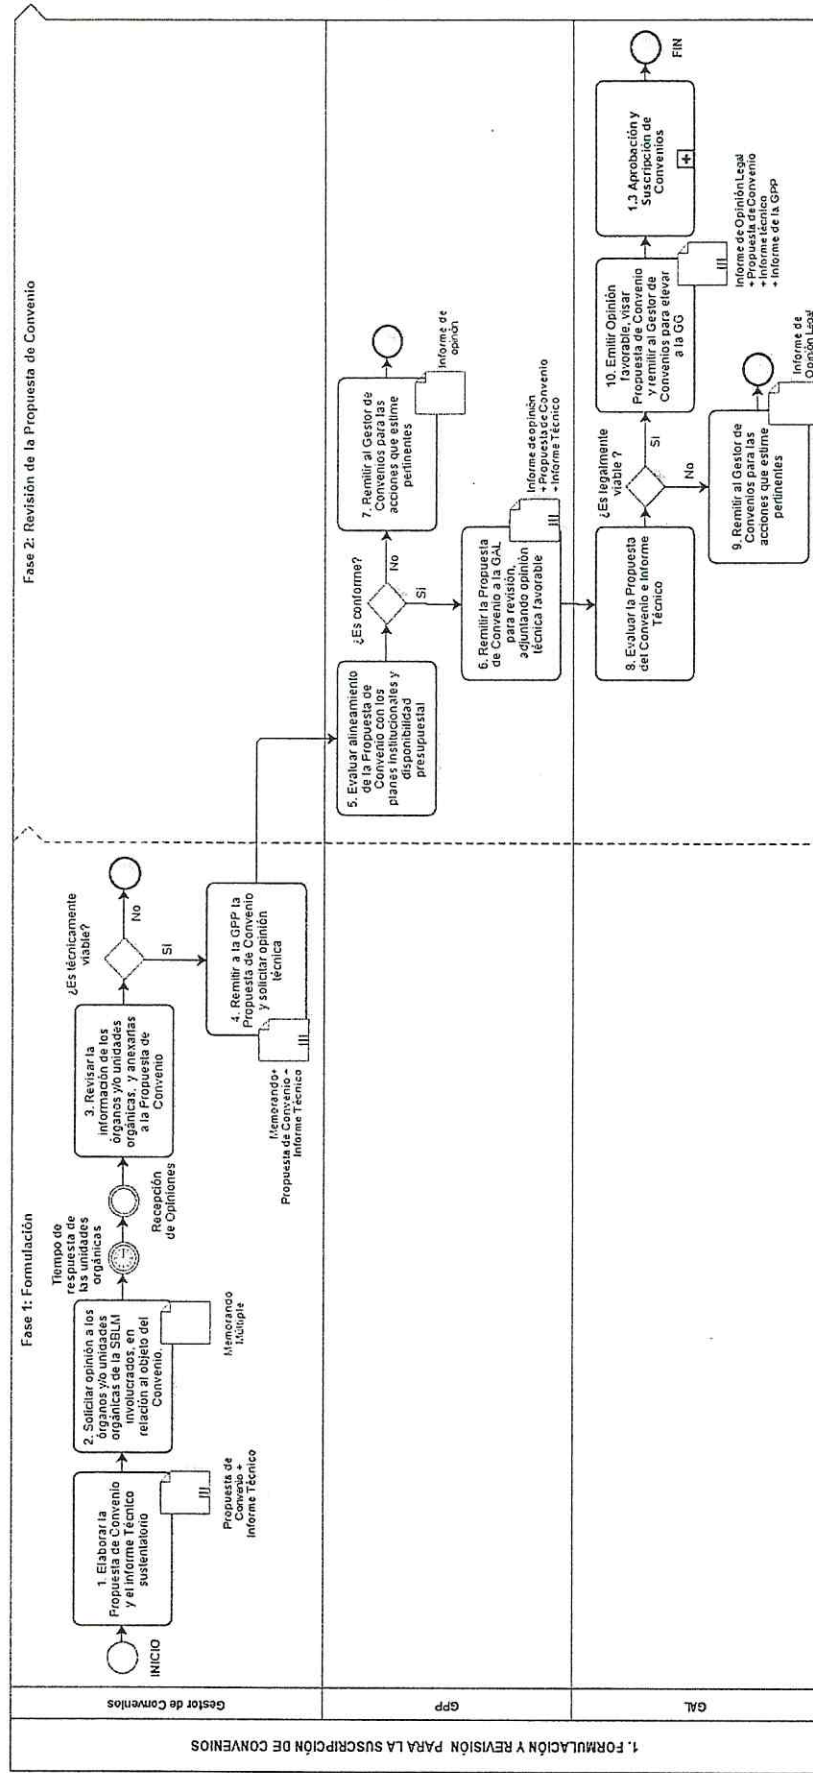 1. FORMULACIÓN Y REVISIÓN PARA LA SUSCRIPCIÓN DE CONVENIOS
Gestor de Convenios
GPP
GAL
Fase 1: Formulación
Fase 2: Revisión de la Propuesta de Convenio
INICIO
1. Elaborar la
Propuesta de Convenio
y el informe Técnico
sustentatorio
Propuesta de
Convenio +
Informe Técnico
2. Solicitar opinión a los
órganos y/o unidades
orgánicas de la SBLM
involucrados, en
relación al objeto del
Convenio.
Memorando
Múltiple
Tiempo de
respuesta de
las unidades
orgánicas
Recepción
de Opiniones
3. Revisar la
información de los
órganos y/o unidades
orgánicas, y anexarlas
a la Propuesta de
Convenio
¿Es técnicamente
viable?
No
Sí
4. Remitir a la GPP la
Propuesta de Convenio
y solicitar opinión
técnica
Memorando+
Propuesta de Convenio +
Informe Técnico
5. Evaluar alineamiento
de la Propuesta de
Convenio con los
planes Institucionales y
disponibilidad
presupuestal
¿Es conforme?
No
Sí
7. Remitir al Gestor de
Convenios para las
acciones que estime
pertinentes
Informe de
opinón
6. Remitir la Propuesta
de Convenio a la GAL
para revisión,
adjuntando opinión
técnica favorable
Informe de opinión
+ Propuesta de Convenio
+ Informe Técnico
8. Evaluar la Propuesta
del Convenio e Informe
Técnico
¿Es legalmente
viable ?
Si
No
9. Remitir al Gestor de
Convenios para las
acciones que estime
pertinentes
Informe de
Opinión Legal
10. Emitir Opinión
favorable, visar
Propuesta de Convenio
y remitir al Gestor de
Convenios para elevar
a la GG
Informe de Opinión Legal
+ Propuesta de Convenio
+ Informe técnico
+ Informe de la GPP
1.3 Aprobación y
Suscripción de
Convenios
FIN